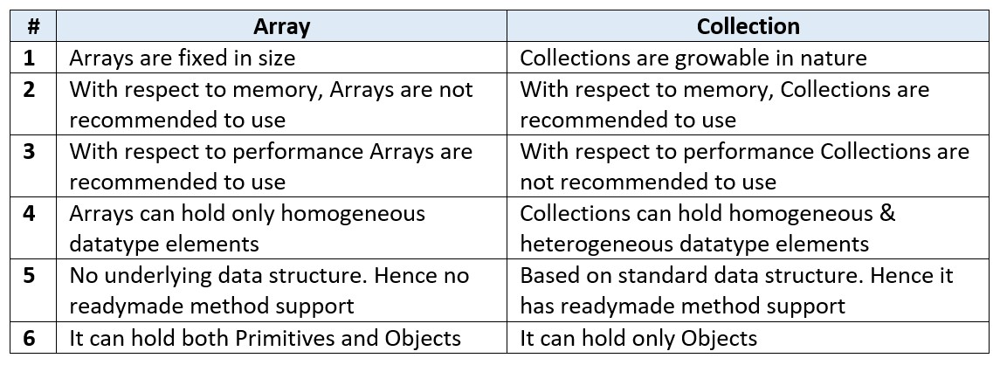 # Array Collection
1 Arrays are fixed in size Collections are growable in nature
2 With respect to memory, Arrays are not With respect to memory, Collections are
recommended to use recommended to use
3 With respect to performance Arrays are With respect to performance Collections are
recommended to use not recommended to use
4 Arrays can hold only homogeneous Collections can hold homogeneous &
datatype elements heterogeneous datatype elements
5 No underlying data structure. Hence no Based on standard data structure. Hence it
readymade method support has readymade method support
6 It can hold both Primitives and Objects It can hold only Objects